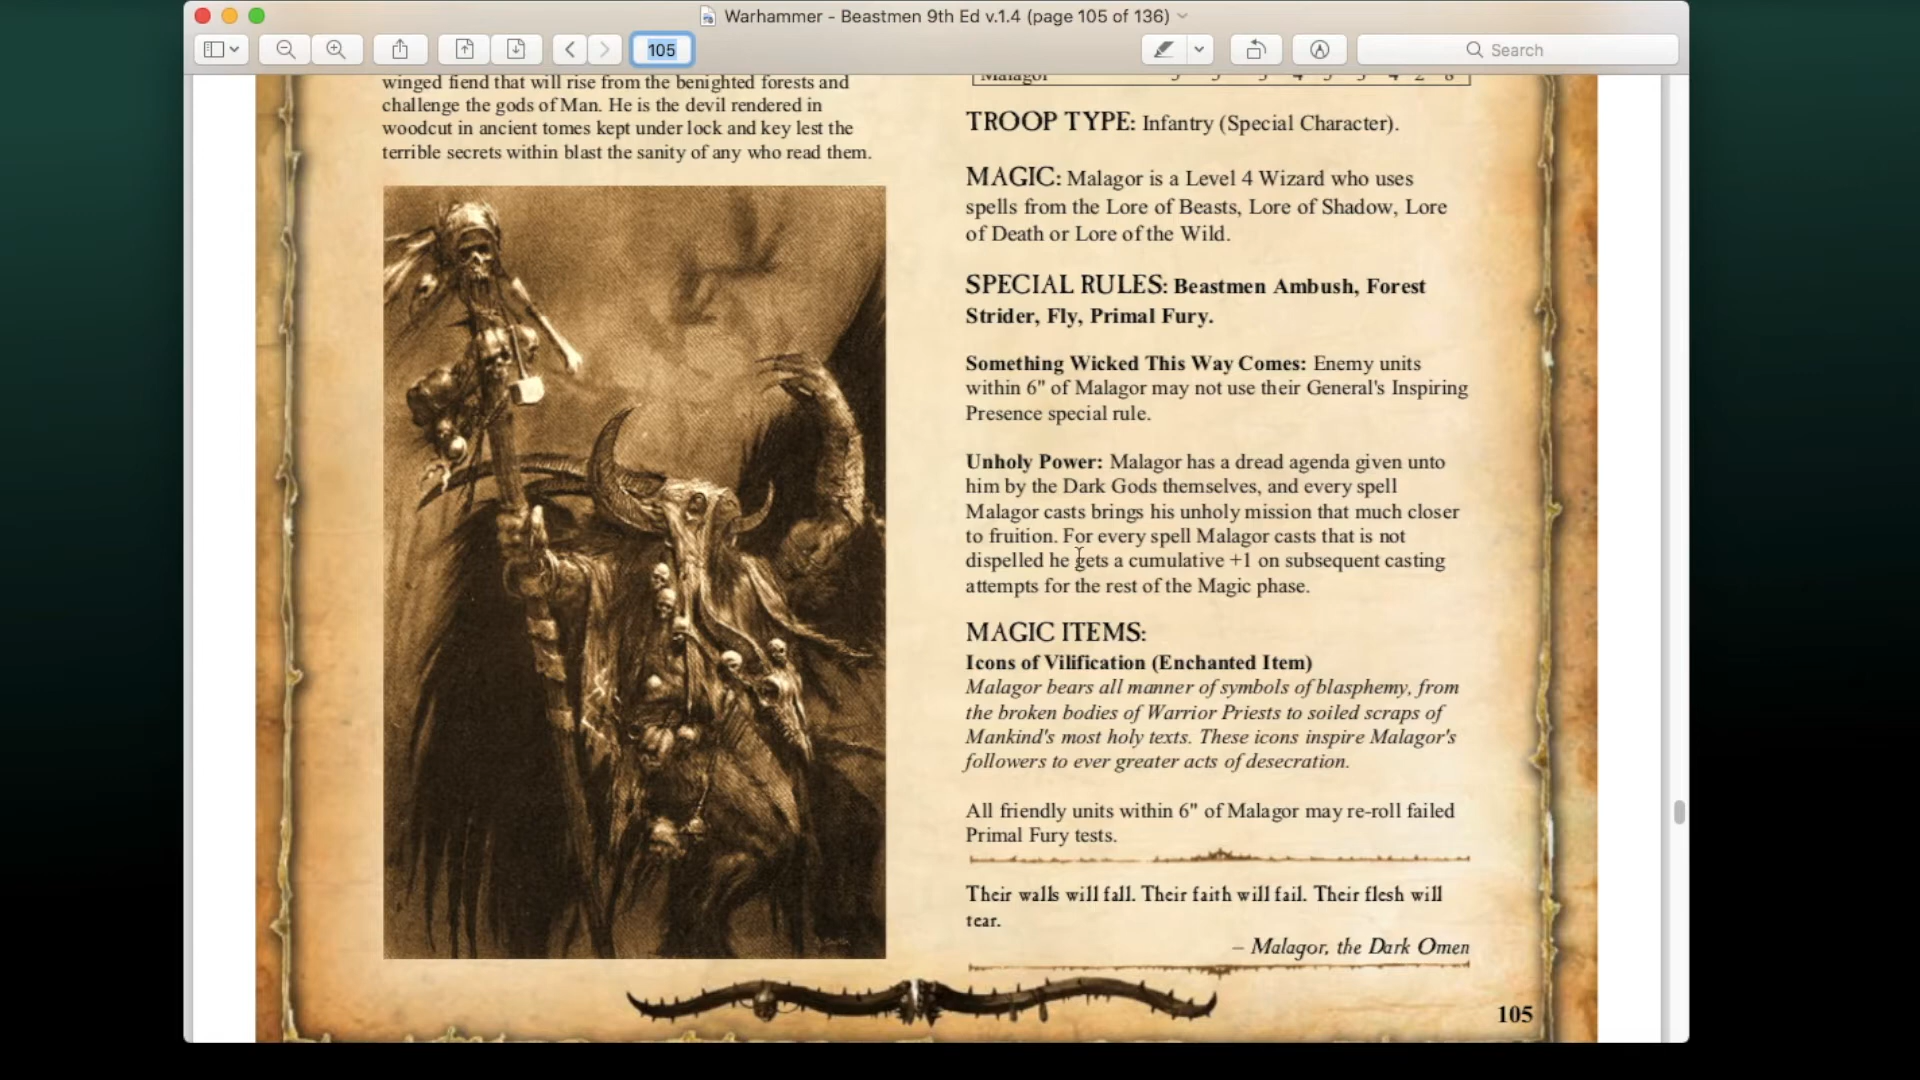 Warhammer - Beastmen 9th Ed v.1.4 (page 105 of 136)
105
Search
winged fiend that will rise from the benighted forests and
challenge the gods of Man. He is the devil rendered in
woodcut in ancient tomes kept under lock and key lest the
terrible secrets within blast the sanity of any who read them.
Malagor
TROOP TYPE: Infantry (Special Character).
MAGIC: Malagor is a Level 4 Wizard who uses
spells from the Lore of Beasts, Lore of Shadow, Lore
of Death or Lore of the Wild.
SPECIAL RULES: Beastmen Ambush, Forest
Strider, Fly, Primal Fury.
Something Wicked This Way Comes: Enemy units
within 6" of Malagor may not use their General's Inspiring
Presence special rule.
Unholy Power: Malagor has a dread agenda given unto
him by the Dark Gods themselves, and every spell
Malagor casts brings his unholy mission that much closer
to fruition. For every spell Malagor casts that is not
dispelled he gets a cumulative +1 on subsequent casting
attempts for the rest of the Magic phase.
MAGIC ITEMS:
Icons of Vilification (Enchanted Item)
Malagor bears all manner of symbols of blasphemy, from
the broken bodies of Warrior Priests to soiled scraps of
Mankind's most holy texts. These icons inspire Malagor's
followers to ever greater acts of desecration.
All friendly units within 6" of Malagor may re-roll failed
Primal Fury tests.
Their walls will fall. Their faith will fail. Their flesh will
tear.
– Malagor, the Dark Omen
105